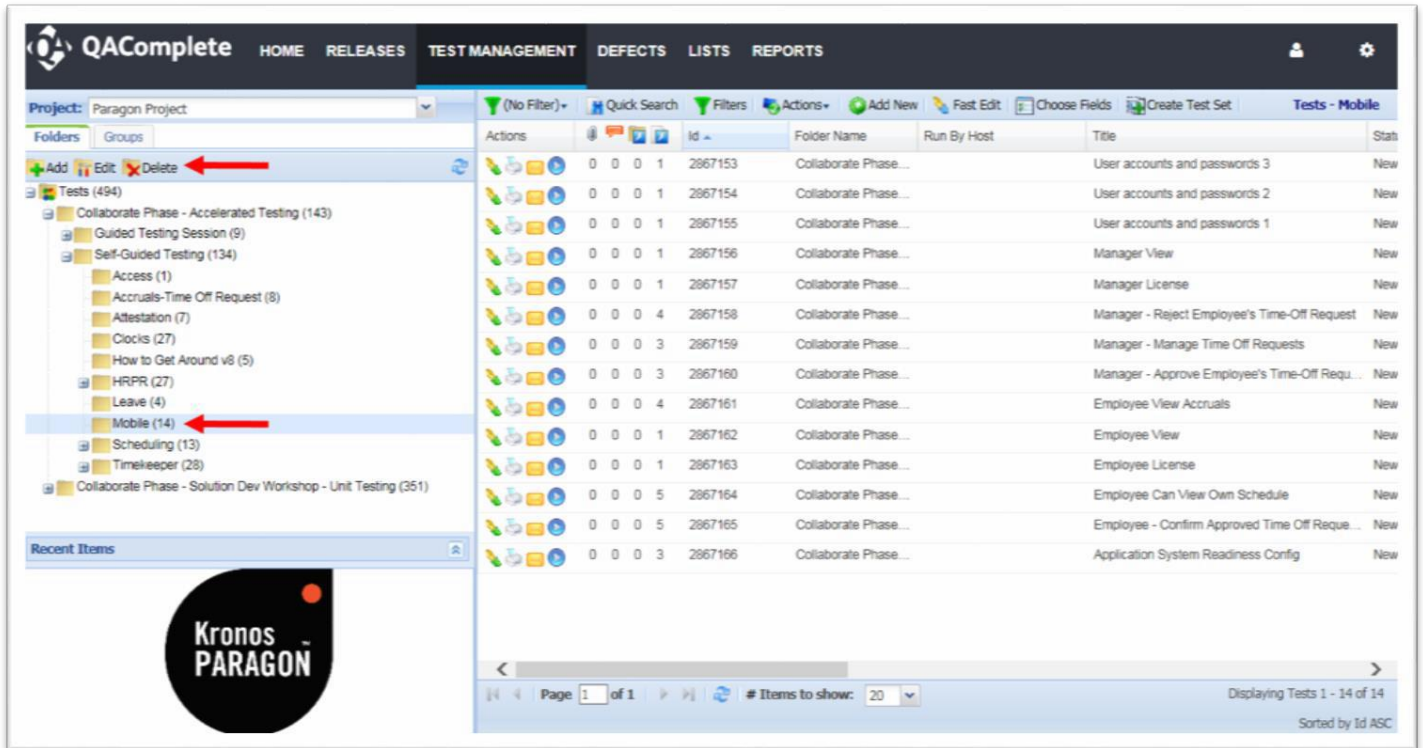 QAComplete HOME RELEASES TEST MANAGEMENT DEFECTS LISTS REPORTS
Project: Paragon Project
Folders Groups
Add Edit Delete
Tests (494)
Collaborate Phase - Accelerated Testing (143)
Guided Testing Session (9)
Self-Guided Testing (134)
Access (1)
Accruals-Time Off Request (8)
Attestation (7)
Clocks (27)
How to Get Around v8 (5)
HRPR (27)
Leave (4)
Mobile (14)
Scheduling (13)
Timekeeper (28)
Collaborate Phase - Solution Dev Workshop - Unit Testing (351)
Recent Items
Kronos
PARAGON
(No Filter) Quick Search Filters Actions Add New Fast Edit Choose Fields Create Test Set Tests - Mobile
Actions Id Folder Name Run By Host Title Statu
0 0 0 1 2867153 Collaborate Phase... User accounts and passwords 3 New
0 0 0 1 2867154 Collaborate Phase... User accounts and passwords 2 New
0 0 0 1 2867155 Collaborate Phase... User accounts and passwords 1 New
0 0 0 1 2867156 Collaborate Phase... Manager View New
0 0 0 1 2867157 Collaborate Phase... Manager License New
0 0 0 4 2867158 Collaborate Phase... Manager - Reject Employee's Time-Off Request New
0 0 0 3 2867159 Collaborate Phase... Manager - Manage Time Off Requests New
0 0 0 3 2867160 Collaborate Phase... Manager - Approve Employee's Time-Off Requ... New
0 0 0 4 2867161 Collaborate Phase... Employee View Accruals New
0 0 0 1 2867162 Collaborate Phase... Employee View New
0 0 0 1 2867163 Collaborate Phase... Employee License New
0 0 0 5 2867164 Collaborate Phase... Employee Can View Own Schedule New
0 0 0 5 2867165 Collaborate Phase... Employee - Confirm Approved Time Off Reque... New
0 0 0 3 2867166 Collaborate Phase... Application System Readiness Config New
Page 1 of 1 # Items to show: 20 Displaying Tests 1 - 14 of 14
Sorted by Id ASC